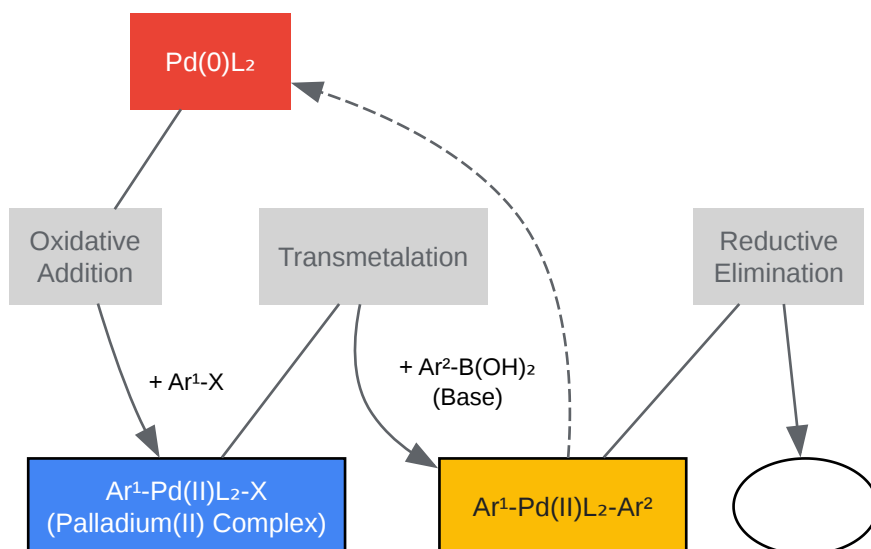 Pd(0)L₂
Oxidative
Addition
Transmetalation
Reductive
Elimination
+ Ar¹-X
+ Ar²-B(OH)₂
(Base)
Ar¹-Pd(II)L₂-X
(Palladium(II) Complex)
Ar¹-Pd(II)L₂-Ar²